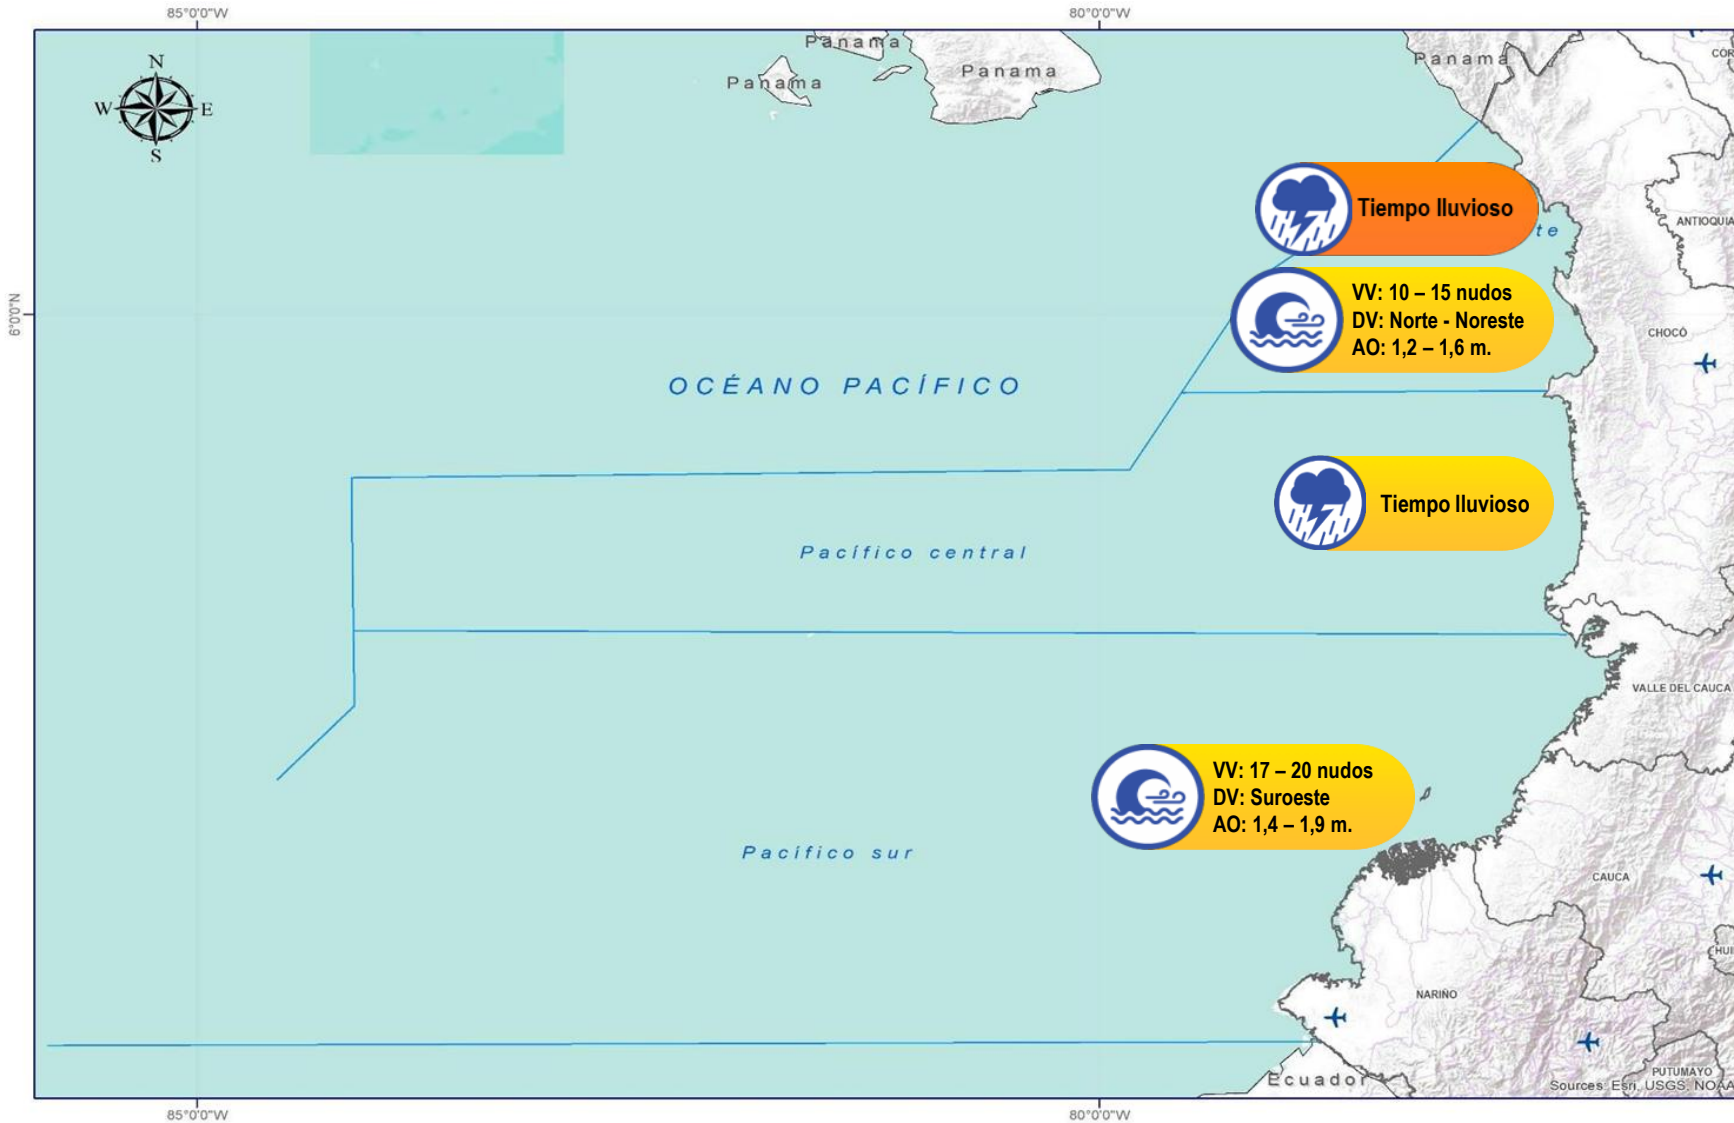 85°0'0"W
80°0'0"W
N
W
E
S
Panama
Panama
Panama
Panama
COR
Tiempo lluvioso
te
ANTIOQUIA
6°0'0"N
VV: 10 – 15 nudos
DV: Norte - Noreste
AO: 1,2 – 1,6 m.
CHOCÓ
OCÉANO PACÍFICO
Tiempo lluvioso
Pacífico central
VALLE DEL CAUCA
VV: 17 – 20 nudos
DV: Suroeste
AO: 1,4 – 1,9 m.
Pacífico sur
CAUCA
HUI
NARIÑO
PUTUMAYO
Ecuador
Sources: Esri, USGS, NOAA
85°0'0"W
80°0'0"W